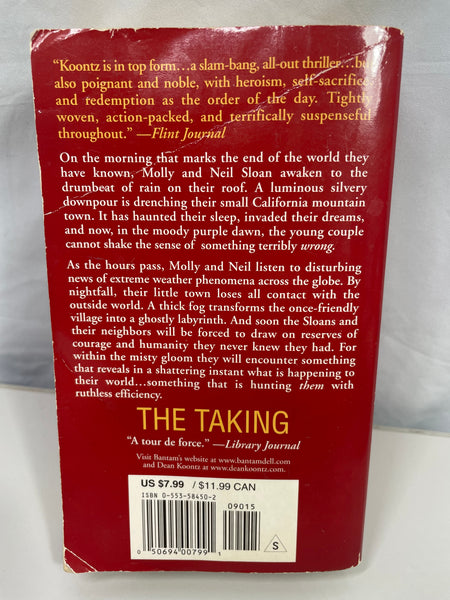 “Koontz is in top form…a slam-bang, all-out thriller…but
also poignant and noble, with heroism, self-sacrifice
and redemption as the order of the day. Tightly
woven, action-packed, and terrifically suspenseful
throughout.” —Flint Journal
On the morning that marks the end of the world they
have known, Molly and Neil Sloan awaken to the
drumbeat of rain on their roof. A luminous silvery
downpour is drenching their small California mountain
town. It has haunted their sleep, invaded their dreams,
and now, in the moody purple dawn, the young couple
cannot shake the sense of something terribly wrong.
As the hours pass, Molly and Neil listen to disturbing
news of extreme weather phenomena across the globe. By
nightfall, their little town loses all contact with the
outside world. A thick fog transforms the once-friendly
village into a ghostly labyrinth. And soon the Sloans and
their neighbors will be forced to draw on reserves of
courage and humanity they never knew they had. For
within the misty gloom they will encounter something
that reveals in a shattering instant what is happening to
their world…something that is hunting them with
ruthless efficiency.
THE TAKING
“A tour de force.” —Library Journal
Visit Bantam's website at www.bantamdell.com
and Dean Koontz at www.deankoontz.com.
US $7.99 / $11.99 CAN
ISBN 0-553-58450-2
09015
0 50694 00799 1
S